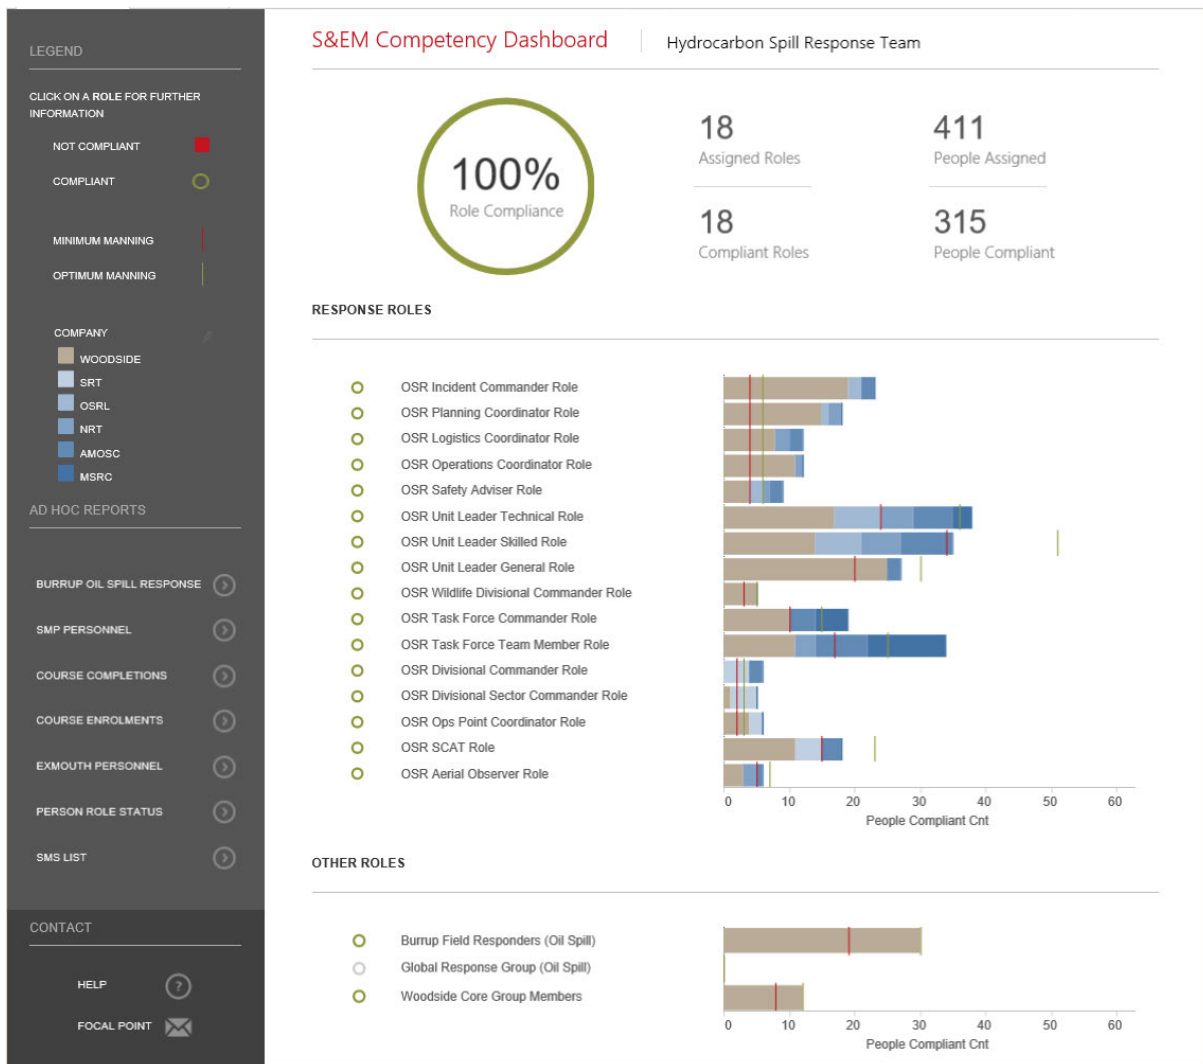 LEGEND
CLICK ON A ROLE FOR FURTHER
INFORMATION
NOT COMPLIANT
COMPLIANT
MINIMUM MANNING
OPTIMUM MANNING
COMPANY
WOODSIDE
SRT
OSRL
NRT
AMOSC
MSRC
AD HOC REPORTS
BURRUP OIL SPILL RESPONSE
SMP PERSONNEL
COURSE COMPLETIONS
COURSE ENROLMENTS
EXMOUTH PERSONNEL
PERSON ROLE STATUS
SMS LIST
CONTACT
HELP ?
FOCAL POINT
S&EM Competency Dashboard
Hydrocarbon Spill Response Team
100%
Role Compliance
18
Assigned Roles
411
People Assigned
18
Compliant Roles
315
People Compliant
RESPONSE ROLES
OSR Incident Commander Role
OSR Planning Coordinator Role
OSR Logistics Coordinator Role
OSR Operations Coordinator Role
OSR Safety Adviser Role
OSR Unit Leader Technical Role
OSR Unit Leader Skilled Role
OSR Unit Leader General Role
OSR Wildlife Divisional Commander Role
OSR Task Force Commander Role
OSR Task Force Team Member Role
OSR Divisional Commander Role
OSR Divisional Sector Commander Role
OSR Ops Point Coordinator Role
OSR SCAT Role
OSR Aerial Observer Role
0 10 20 30 40 50 60
People Compliant Cnt
OTHER ROLES
Burrup Field Responders (Oil Spill)
Global Response Group (Oil Spill)
Woodside Core Group Members
0 10 20 30 40 50 60
People Compliant Cnt